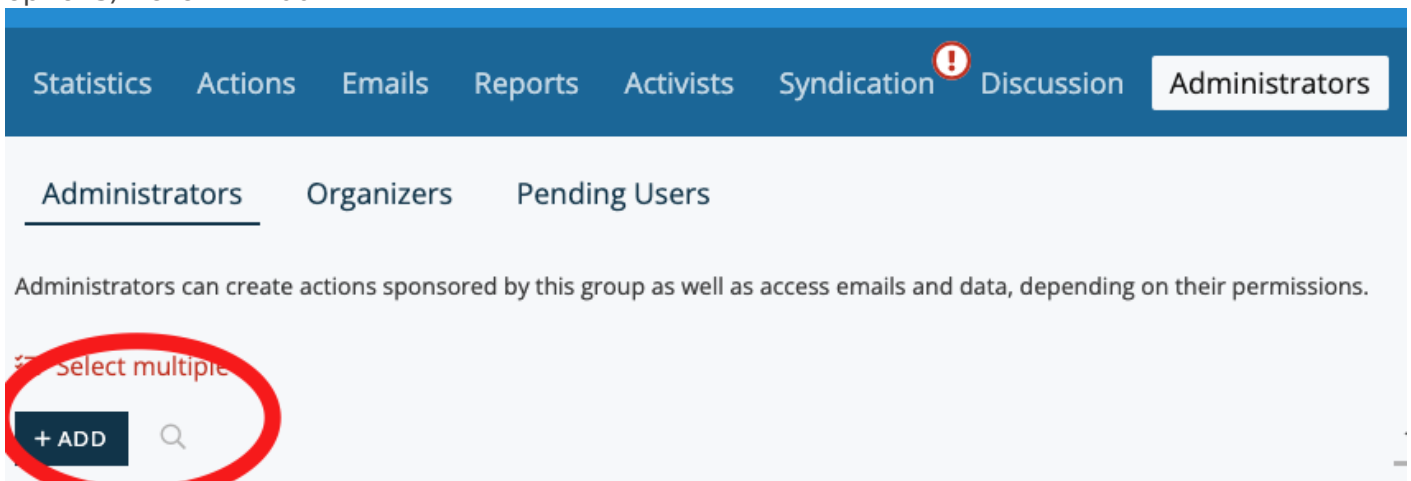 Statistics Actions Emails Reports Activists Syndication ! Discussion Administrators
Administrators Organizers Pending Users
Administrators can create actions sponsored by this group as well as access emails and data, depending on their permissions.
Select multiple
+ ADD